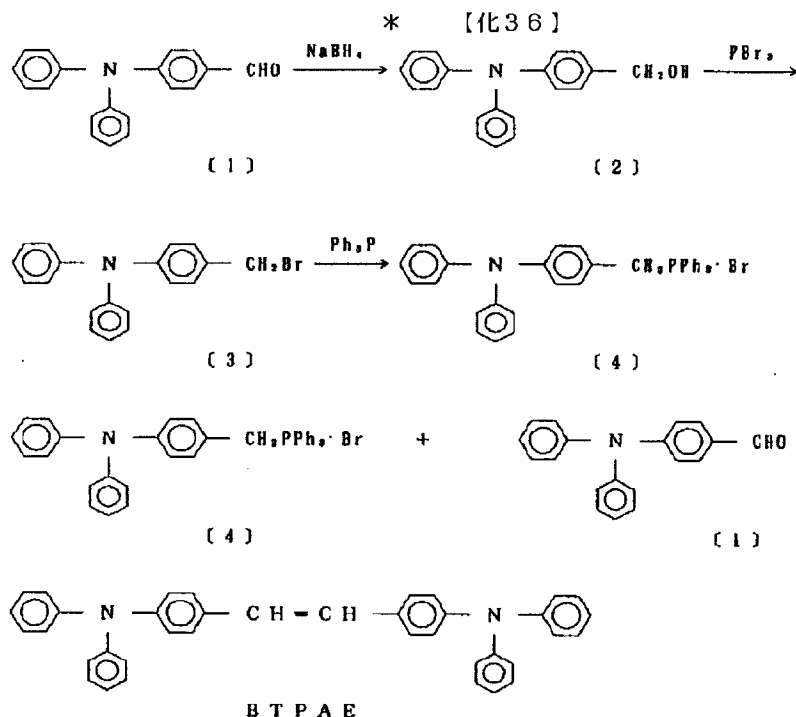 * 【化36】
N CHO NaBH₄ N CH₂OH PBr₃
(1) (2)
N CH₂Br Ph₃P N CH₂PPh₃·Br
(3) (4)
N CH₂PPh₃·Br + N CHO
(4) (1)
N CH=CH N
BTPAE